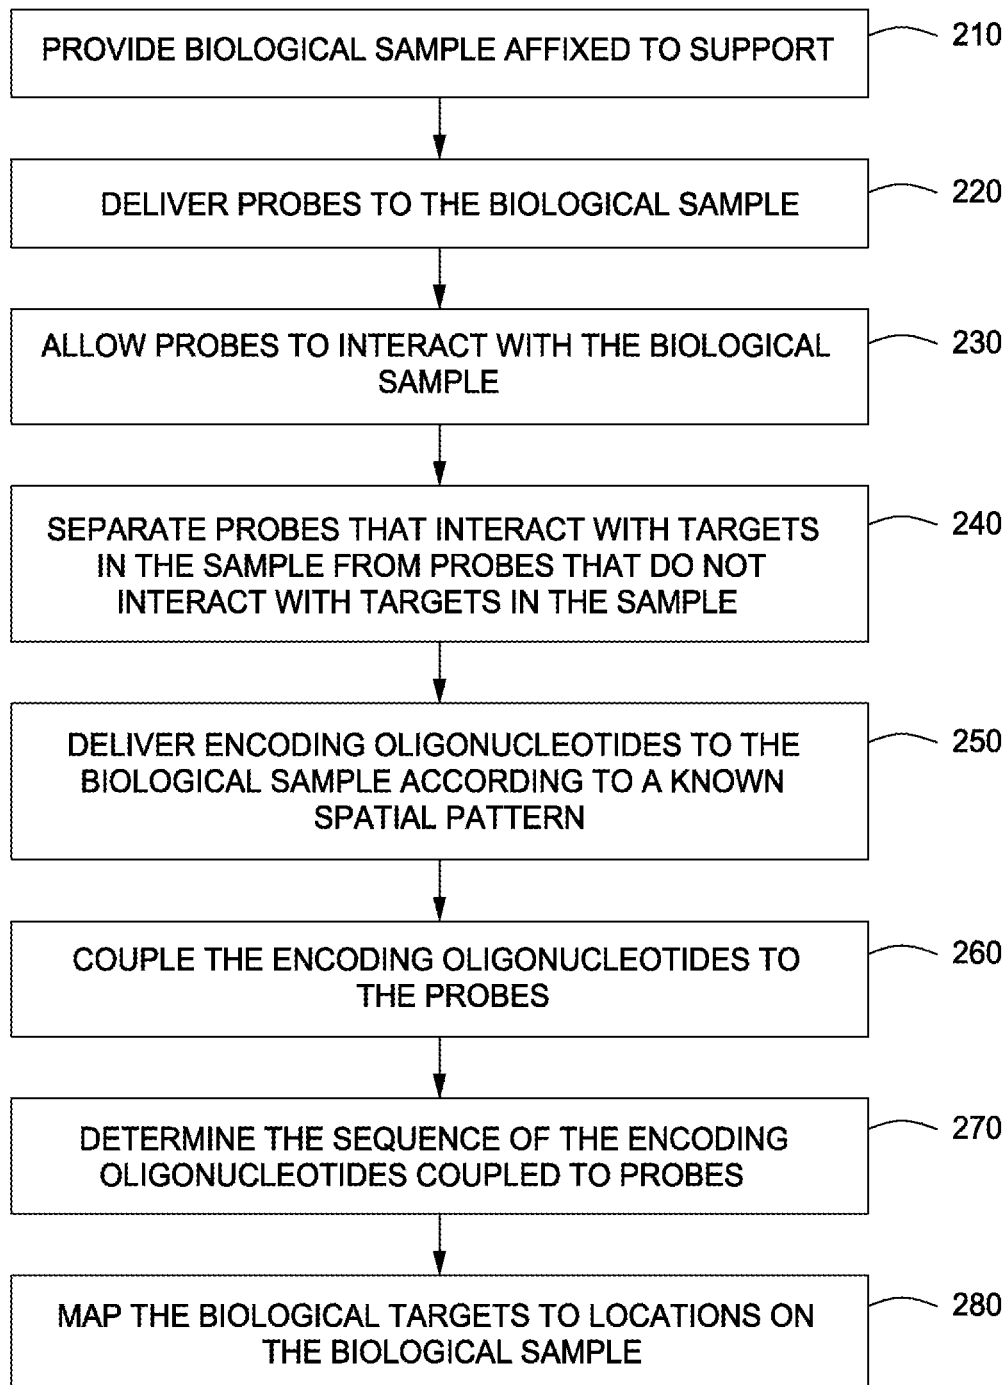 PROVIDE BIOLOGICAL SAMPLE AFFIXED TO SUPPORT
210
DELIVER PROBES TO THE BIOLOGICAL SAMPLE
220
ALLOW PROBES TO INTERACT WITH THE BIOLOGICAL
SAMPLE
230
SEPARATE PROBES THAT INTERACT WITH TARGETS
IN THE SAMPLE FROM PROBES THAT DO NOT
INTERACT WITH TARGETS IN THE SAMPLE
240
DELIVER ENCODING OLIGONUCLEOTIDES TO THE
BIOLOGICAL SAMPLE ACCORDING TO A KNOWN
SPATIAL PATTERN
250
COUPLE THE ENCODING OLIGONUCLEOTIDES TO
THE PROBES
260
DETERMINE THE SEQUENCE OF THE ENCODING
OLIGONUCLEOTIDES COUPLED TO PROBES
270
MAP THE BIOLOGICAL TARGETS TO LOCATIONS ON
THE BIOLOGICAL SAMPLE
280